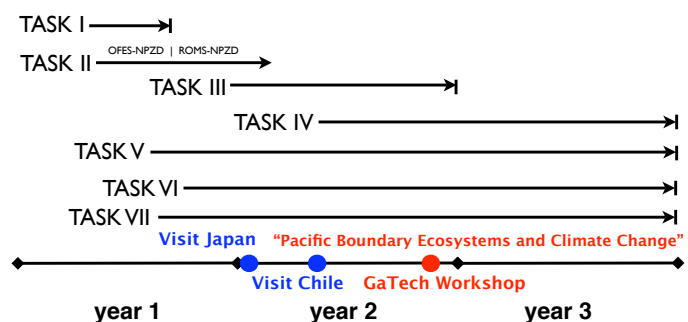 TASK I
OFES-NPZD | ROMS-NPZD
TASK II
TASK III
TASK IV
TASK V
TASK VI
TASK VII
Visit Japan
“Pacific Boundary Ecosystems and Climate Change”
Visit Chile
GaTech Workshop
year 1
year 2
year 3